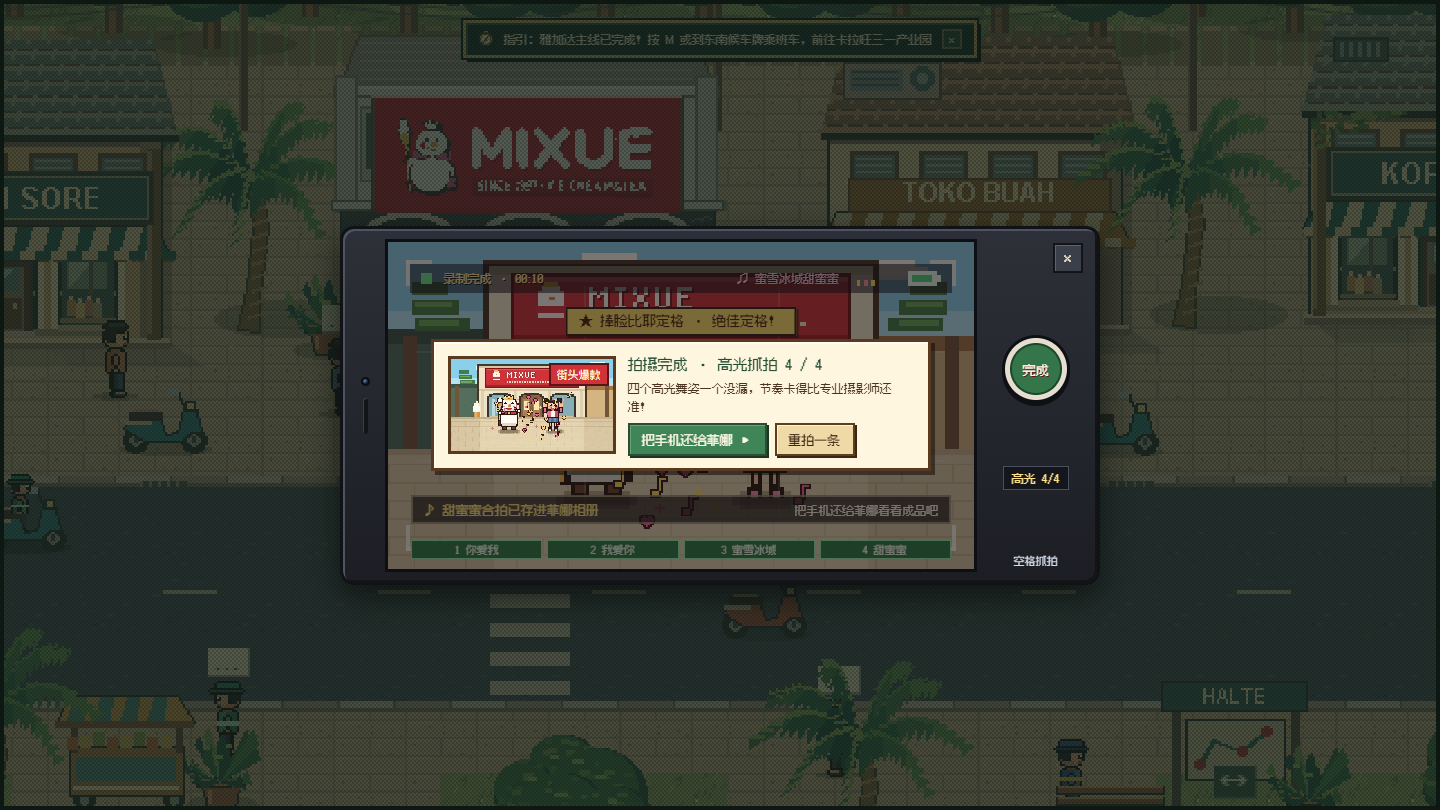 指引：雅加达主线已完成！按 M 或到东南候车牌乘班车，前往卡拉旺三一产业园 ×
MIXUE
I SORE
TOKO BUAH
KOF
×
录制完成 · 00:10
♫ 蜜雪冰城甜蜜蜜
MIXUE
★ 捧脸比耶定格 · 绝佳定格！
MIXUE
街头爆款
拍摄完成 · 高光抓拍 4 / 4
四个高光舞姿一个没漏，节奏卡得比专业摄影师还
准！
把手机还给菲娜 ▸
重拍一条
完成
高光 4/4
♪ 甜蜜蜜合拍已存进菲娜相册
把手机还给菲娜看看成品吧
1 你爱我
2 我爱你
3 蜜雪冰城
4 甜蜜蜜
空格抓拍
...
HALTE